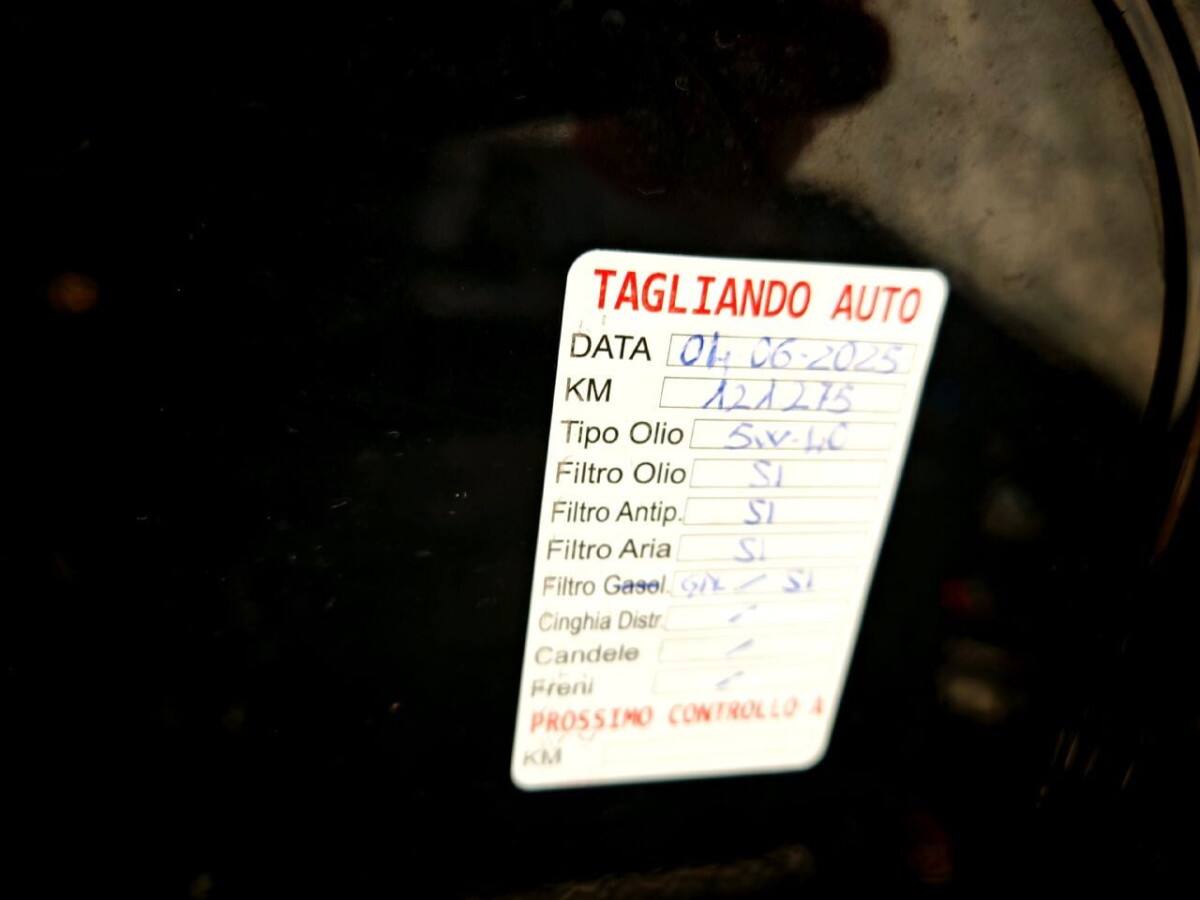 TAGLIANDO AUTO
DATA 04 06-2025
KM 121275
Tipo Olio 5W-40
Filtro Olio SI
Filtro Antip. SI
Filtro Aria SI
Filtro Gasol. SI
Cinghia Distr. /
Candele /
Freni /
PROSSIMO CONTROLLO A
KM